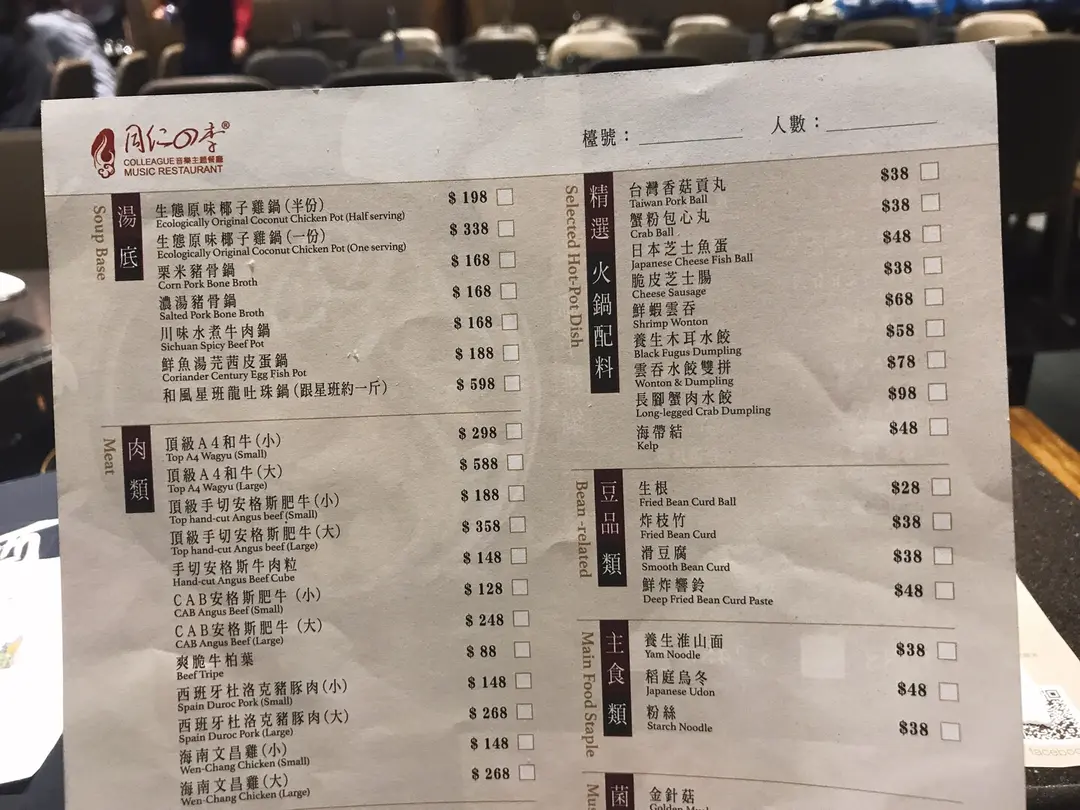 同仁四季®
COLLEAGUE音樂主題餐廳
MUSIC RESTAURANT
檯號：
人數：
湯底
Soup Base
生態原味椰子雞鍋(半份) $ 198
Ecologically Original Coconut Chicken Pot (Half serving)
生態原味椰子雞鍋(一份) $ 338
Ecologically Original Coconut Chicken Pot (One serving)
栗米豬骨鍋 $ 168
Corn Pork Bone Broth
濃湯豬骨鍋 $ 168
Salted Pork Bone Broth
川味水煮牛肉鍋 $ 168
Sichuan Spicy Beef Pot
鮮魚湯芫茜皮蛋鍋 $ 188
Coriander Century Egg Fish Pot
和風星班龍吐珠鍋(跟星班約一斤) $ 598
肉類
Meat
頂級A4和牛(小) $ 298
Top A4 Wagyu (Small)
頂級A4和牛(大) $ 588
Top A4 Wagyu (Large)
頂級手切安格斯肥牛(小) $ 188
Top hand-cut Angus beef (Small)
頂級手切安格斯肥牛(大) $ 358
Top hand-cut Angus beef (Large)
手切安格斯牛肉粒 $ 148
Hand-cut Angus Beef Cube
CAB安格斯肥牛 (小) $ 128
CAB Angus Beef (Small)
CAB安格斯肥牛 (大) $ 248
CAB Angus Beef (Large)
爽脆牛柏葉 $ 88
Beef Tripe
西班牙杜洛克豬豚肉(小) $ 148
Spain Duroc Pork (Small)
西班牙杜洛克豬豚肉(大) $ 268
Spain Duroc Pork (Large)
海南文昌雞(小) $ 148
Wen-Chang Chicken (Small)
海南文昌雞(大) $ 268
Wen-Chang Chicken (Large)
精選火鍋配料
Selected Hot-Pot Dish
台灣香菇貢丸 $38
Taiwan Pork Ball
蟹粉包心丸 $38
Crab Ball
日本芝士魚蛋 $48
Japanese Cheese Fish Ball
脆皮芝士腸 $38
Cheese Sausage
鮮蝦雲吞 $68
Shrimp Wonton
養生木耳水餃 $58
Black Fugus Dumpling
雲吞水餃雙拼 $78
Wonton & Dumpling
長腳蟹肉水餃 $98
Long-legged Crab Dumpling
海帶結 $48
Kelp
豆品類
Bean -related
生根 $28
Fried Bean Curd Ball
炸枝竹 $38
Fried Bean Curd
滑豆腐 $38
Smooth Bean Curd
鮮炸響鈴 $48
Deep Fried Bean Curd Paste
主食類
Main Food Staple
養生淮山面 $38
Yam Noodle
稻庭烏冬 $48
Japanese Udon
粉絲 $38
Starch Noodle
菌
金針菇